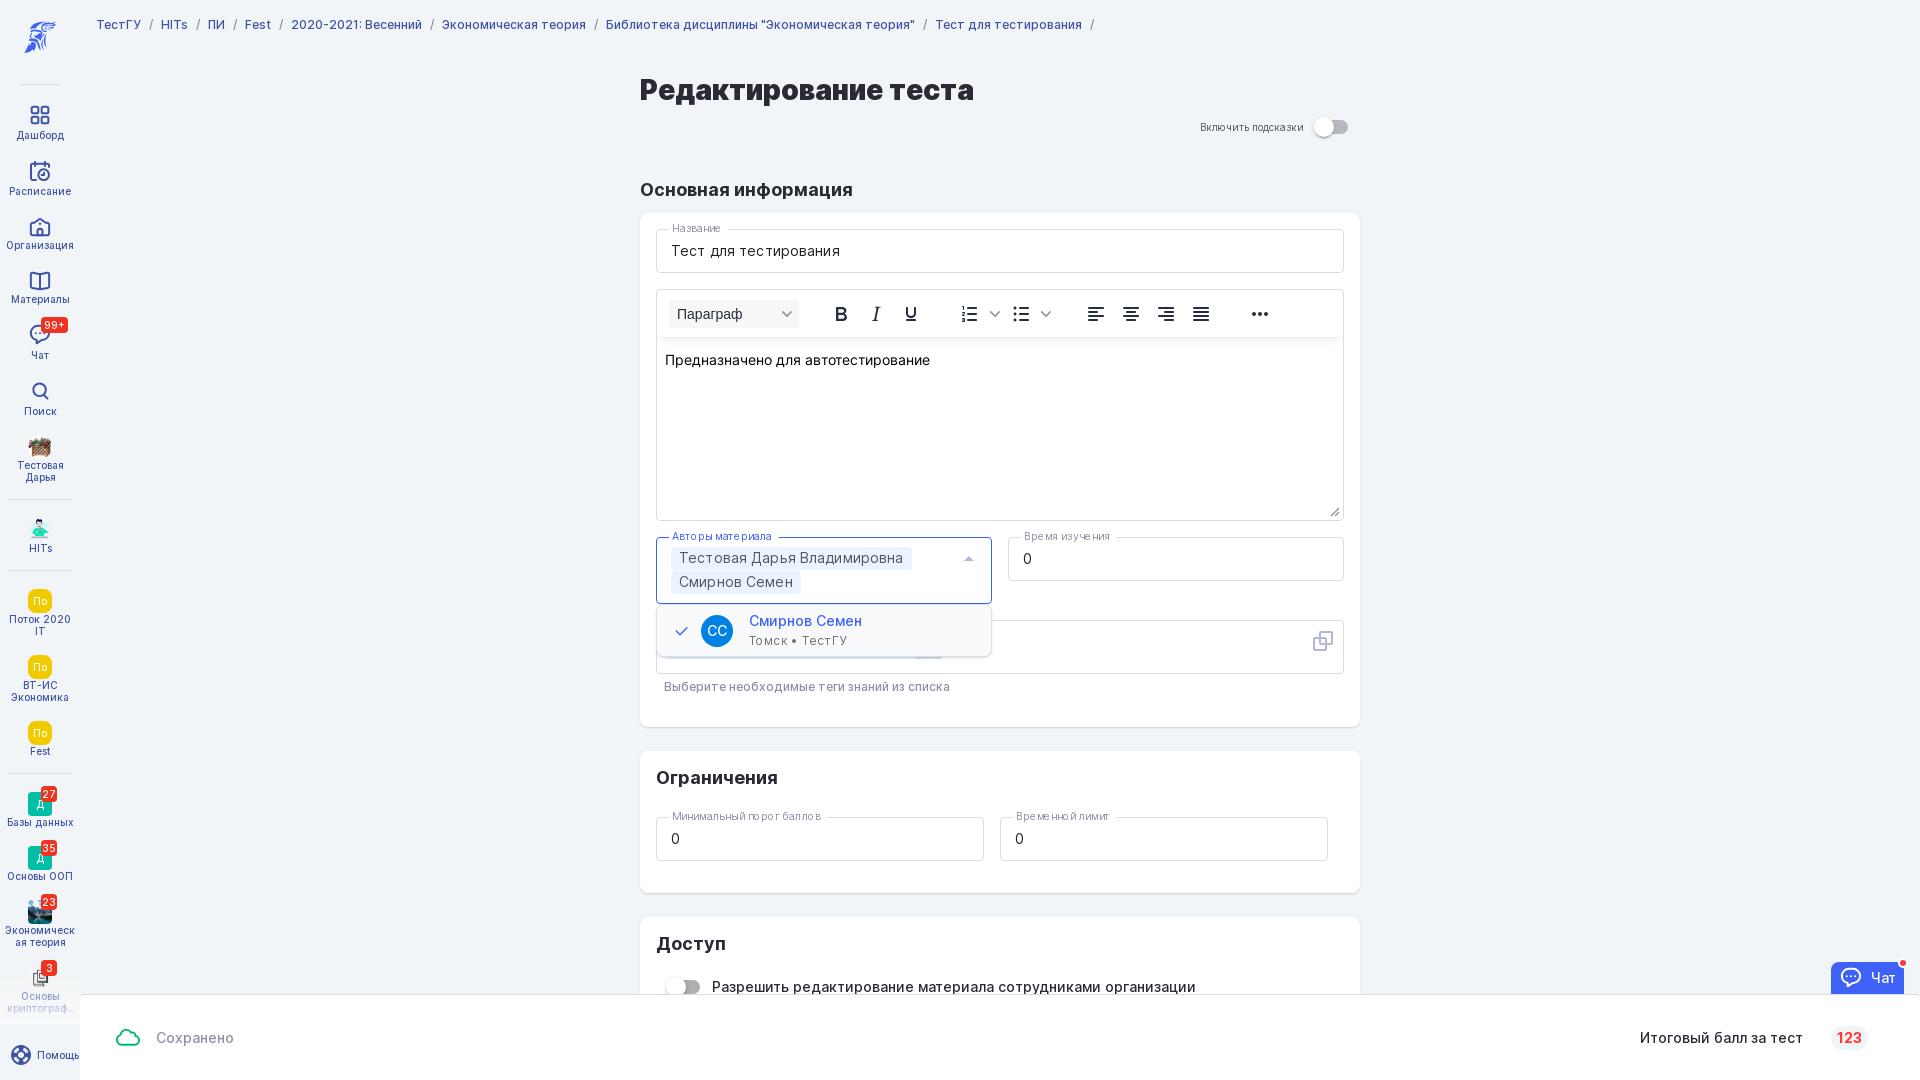 ТестГУ / HITs / ПИ / Fest / 2020-2021: Весенний / Экономическая теория / Библиотека дисциплины "Экономическая теория" / Тест для тестирования /
Дашборд
Расписание
Организация
Материалы
99+
Чат
Поиск
Тестовая
Дарья
HITs
По
Поток 2020
IT
По
ВТ-ИС
Экономика
По
Fest
27
Д
Базы данных
35
Д
Основы ООП
23
Экономическ
ая теория
3
Основы
криптограф...
Помощь
Редактирование теста
Включить подсказки
Основная информация
Название
Тест для тестирования
Параграф
B I U
Предназначено для автотестирование
Авторы материала
Тестовая Дарья Владимировна
Смирнов Семен
Время изучения
0
СС
Смирнов Семен
Томск • ТестГУ
Выберите необходимые теги знаний из списка
Ограничения
Минимальный порог баллов
0
Временной лимит
0
Доступ
Разрешить редактирование материала сотрудниками организации
Чат
Сохранено
Итоговый балл за тест 123